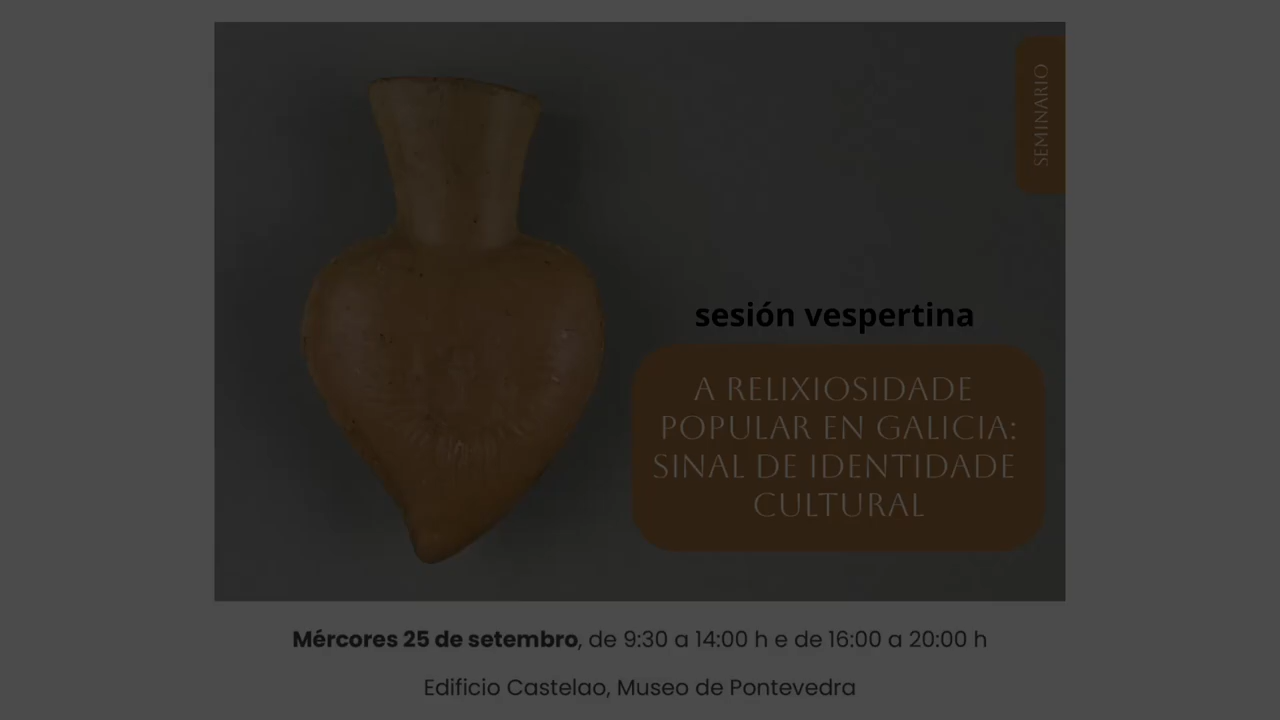 SEMINARIO
sesión vespertina
A RELIXIOSIDADE
POPULAR EN GALICIA:
SINAL DE IDENTIDADE
CULTURAL
Mércores 25 de setembro, de 9:30 a 14:00 h e de 16:00 a 20:00 h
Edificio Castelao, Museo de Pontevedra